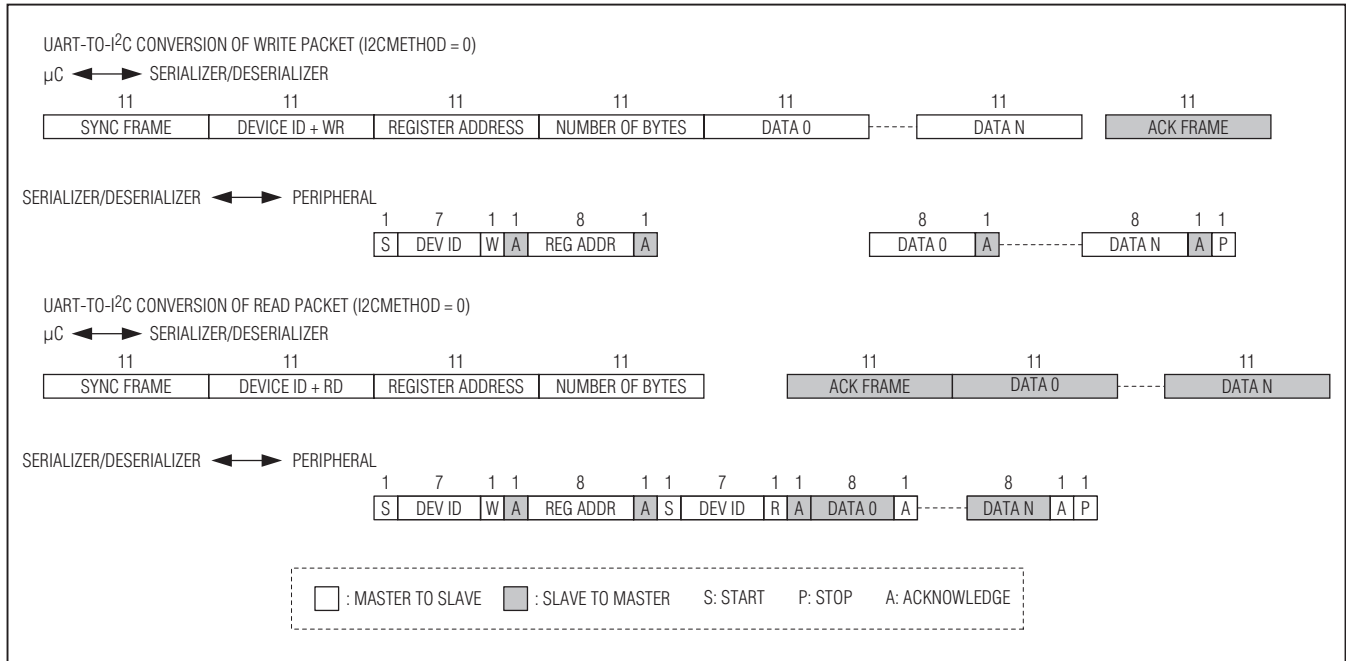 UART-TO-I2C CONVERSION OF WRITE PACKET (I2CMETHOD = 0)
µC SERIALIZER/DESERIALIZER
11 11 11 11 11 11 11
SYNC FRAME DEVICE ID + WR REGISTER ADDRESS NUMBER OF BYTES DATA 0 DATA N ACK FRAME
SERIALIZER/DESERIALIZER PERIPHERAL
1 7 1 1 8 1 8 1 8 1 1
S DEV ID W A REG ADDR A DATA 0 A DATA N A P
UART-TO-I2C CONVERSION OF READ PACKET (I2CMETHOD = 0)
µC SERIALIZER/DESERIALIZER
11 11 11 11 11 11 11
SYNC FRAME DEVICE ID + RD REGISTER ADDRESS NUMBER OF BYTES ACK FRAME DATA 0 DATA N
SERIALIZER/DESERIALIZER PERIPHERAL
1 7 1 1 8 1 1 7 1 1 8 1 8 1 1
S DEV ID W A REG ADDR A S DEV ID R A DATA 0 A DATA N A P
: MASTER TO SLAVE : SLAVE TO MASTER S: START P: STOP A: ACKNOWLEDGE